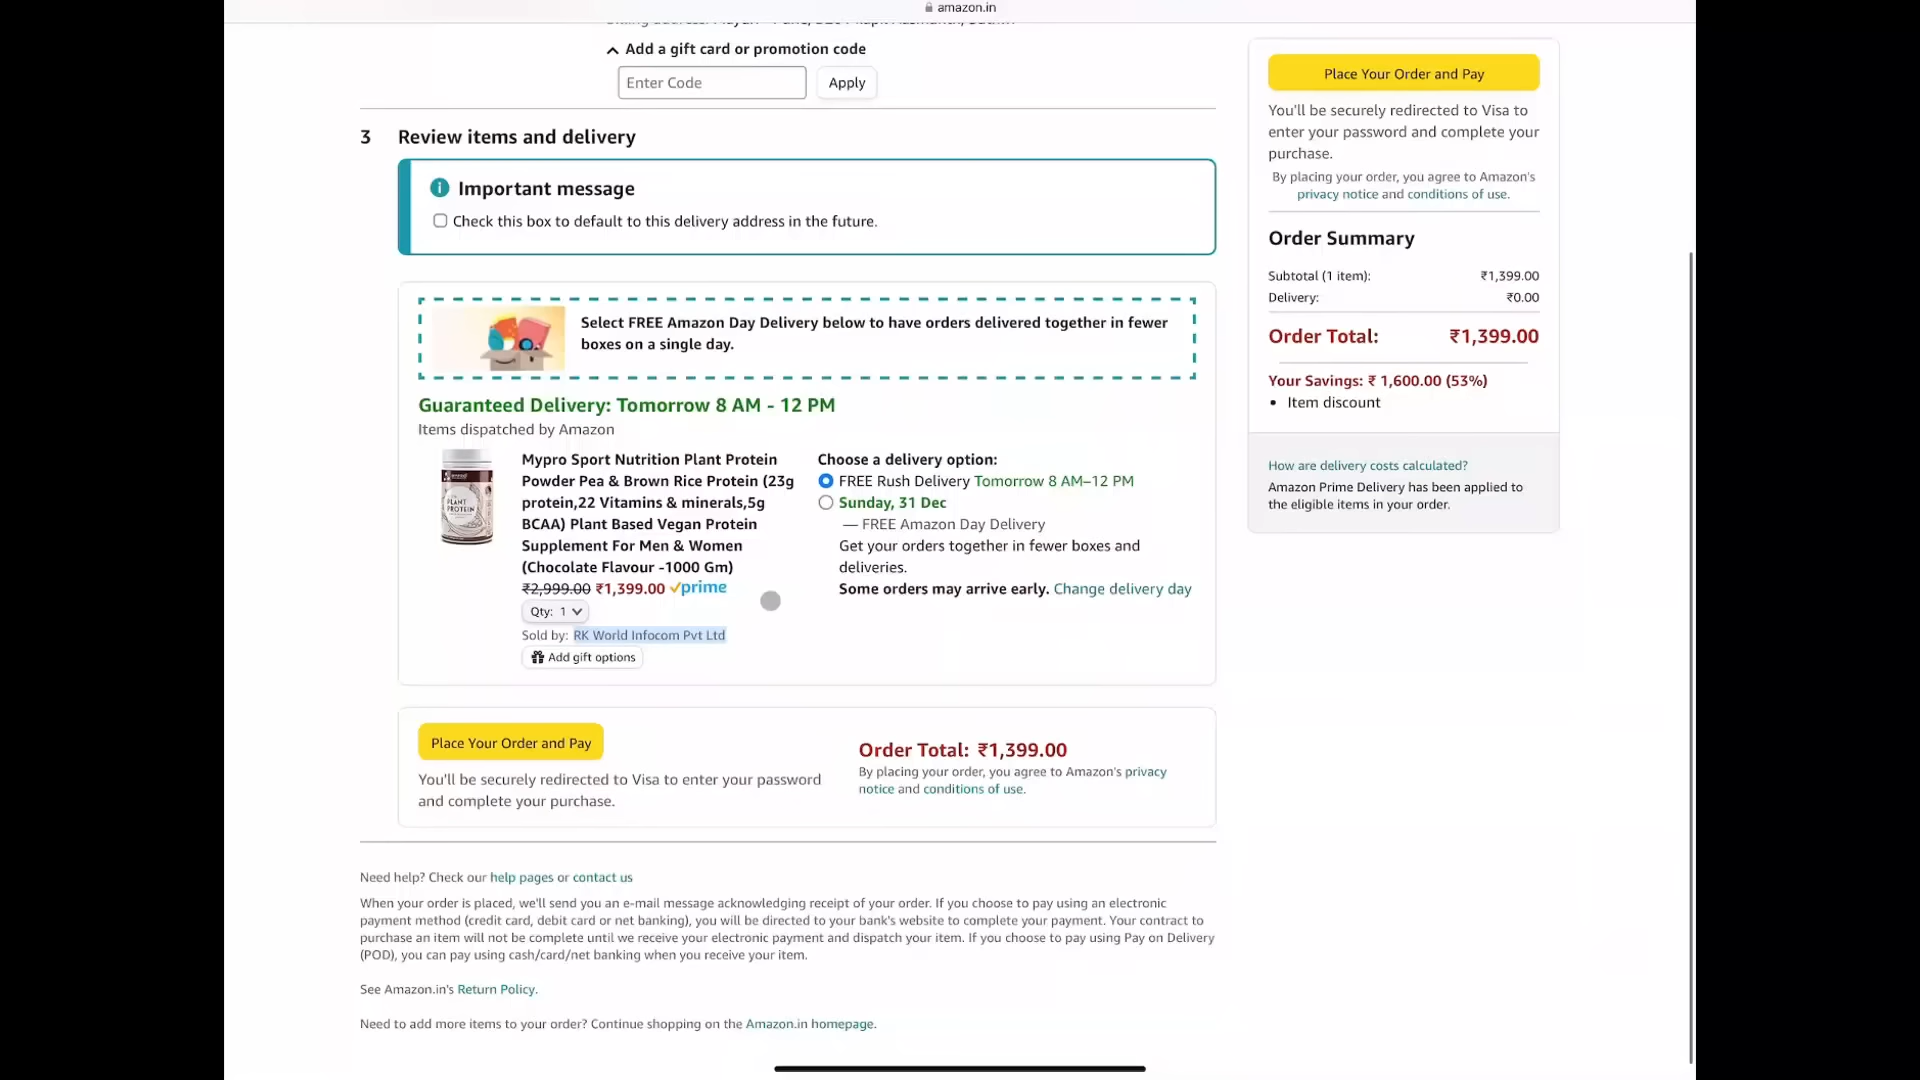 amazon.in
Add a gift card or promotion code
Enter Code
Apply
3 Review items and delivery
Important message
Check this box to default to this delivery address in the future.
Select FREE Amazon Day Delivery below to have orders delivered together in fewer
boxes on a single day.
Guaranteed Delivery: Tomorrow 8 AM - 12 PM
Items dispatched by Amazon
PLANT
PROTEIN
Mypro Sport Nutrition Plant Protein
Powder Pea & Brown Rice Protein (23g
protein,22 Vitamins & minerals,5g
BCAA) Plant Based Vegan Protein
Supplement For Men & Women
(Chocolate Flavour -1000 Gm)
₹2,999.00 ₹1,399.00 prime
Qty: 1
Sold by: RK World Infocom Pvt Ltd
Add gift options
Choose a delivery option:
FREE Rush Delivery Tomorrow 8 AM–12 PM
Sunday, 31 Dec
— FREE Amazon Day Delivery
Get your orders together in fewer boxes and
deliveries.
Some orders may arrive early. Change delivery day
Place Your Order and Pay
You'll be securely redirected to Visa to enter your password
and complete your purchase.
Order Total: ₹1,399.00
By placing your order, you agree to Amazon's privacy
notice and conditions of use.
Need help? Check our help pages or contact us
When your order is placed, we'll send you an e-mail message acknowledging receipt of your order. If you choose to pay using an electronic
payment method (credit card, debit card or net banking), you will be directed to your bank's website to complete your payment. Your contract to
purchase an item will not be complete until we receive your electronic payment and dispatch your item. If you choose to pay using Pay on Delivery
(POD), you can pay using cash/card/net banking when you receive your item.
See Amazon.in's Return Policy.
Need to add more items to your order? Continue shopping on the Amazon.in homepage.
Place Your Order and Pay
You'll be securely redirected to Visa to
enter your password and complete your
purchase.
By placing your order, you agree to Amazon's
privacy notice and conditions of use.
Order Summary
Subtotal (1 item): ₹1,399.00
Delivery: ₹0.00
Order Total: ₹1,399.00
Your Savings: ₹ 1,600.00 (53%)
• Item discount
How are delivery costs calculated?
Amazon Prime Delivery has been applied to
the eligible items in your order.